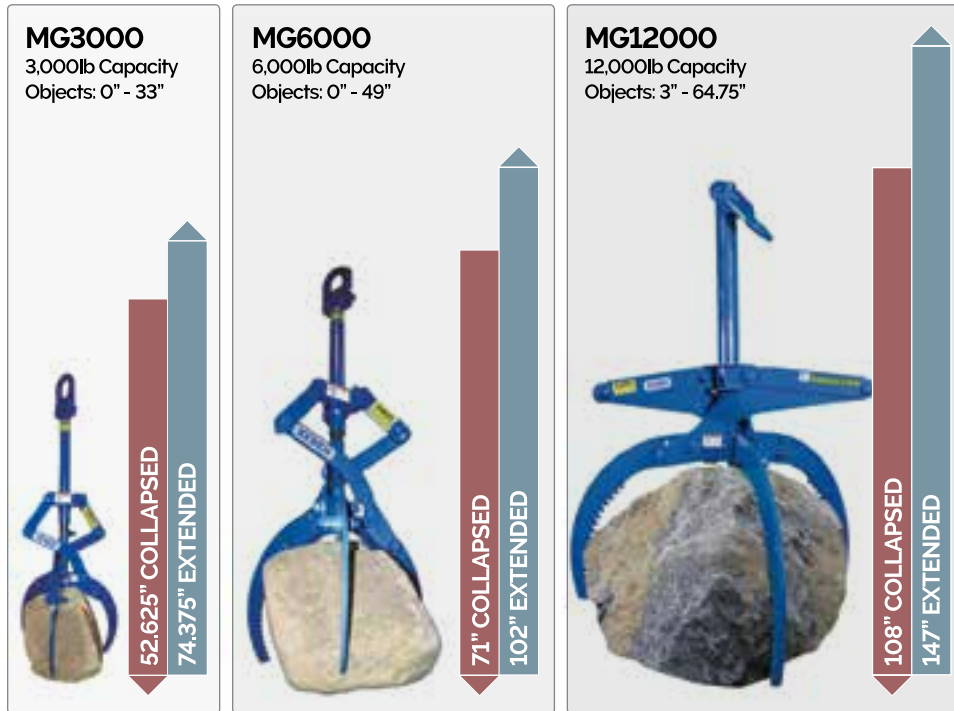 MG3000
3,000lb Capacity
Objects: 0” - 33”
52.625” COLLAPSED
74.375” EXTENDED
MG6000
6,000lb Capacity
Objects: 0” - 49”
71” COLLAPSED
102” EXTENDED
MG12000
12,000lb Capacity
Objects: 3” - 64.75”
108” COLLAPSED
147” EXTENDED